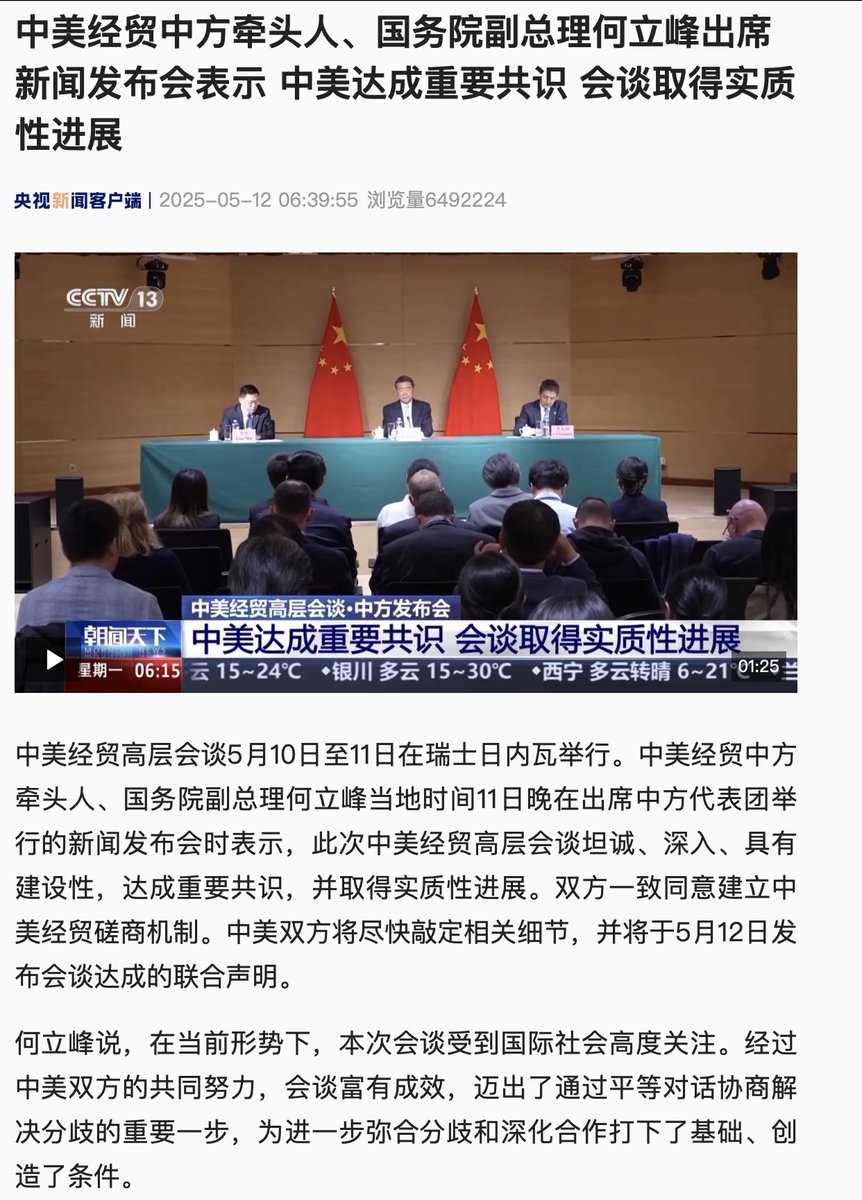 中美经贸中方牵头人、国务院副总理何立峰出席
新闻发布会表示 中美达成重要共识 会谈取得实质
性进展
央视新闻客户端 | 2025-05-12 06:39:55 浏览量6492224
CCTV 13
新闻
中美经贸高层会谈·中方发布会
朝闻天下
MORNING NEWS
中美达成重要共识 会谈取得实质性进展
星期一 06:15
云 15~24℃ ◆银川 多云 15~30℃ ◆西宁 多云转晴 6~21℃
01:25
中美经贸高层会谈5月10日至11日在瑞士日内瓦举行。中美经贸中方
牵头人、国务院副总理何立峰当地时间11日晚在出席中方代表团举
行的新闻发布会时表示，此次中美经贸高层会谈坦诚、深入、具有
建设性，达成重要共识，并取得实质性进展。双方一致同意建立中
美经贸磋商机制。中美双方将尽快敲定相关细节，并将于5月12日发
布会谈达成的联合声明。
何立峰说，在当前形势下，本次会谈受到国际社会高度关注。经过
中美双方的共同努力，会谈富有成效，迈出了通过平等对话协商解
决分歧的重要一步，为进一步弥合分歧和深化合作打下了基础、创
造了条件。